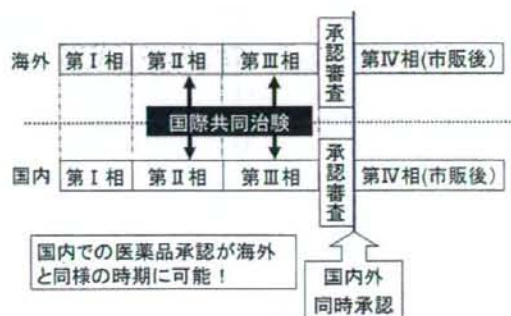 海外 第Ⅰ相 第Ⅱ相 第Ⅲ相 承認審査 第Ⅳ相(市販後)
国際共同治験
国内 第Ⅰ相 第Ⅱ相 第Ⅲ相 承認審査 第Ⅳ相(市販後)
国内での医薬品承認が海外
と同様の時期に可能！
国内外
同時承認